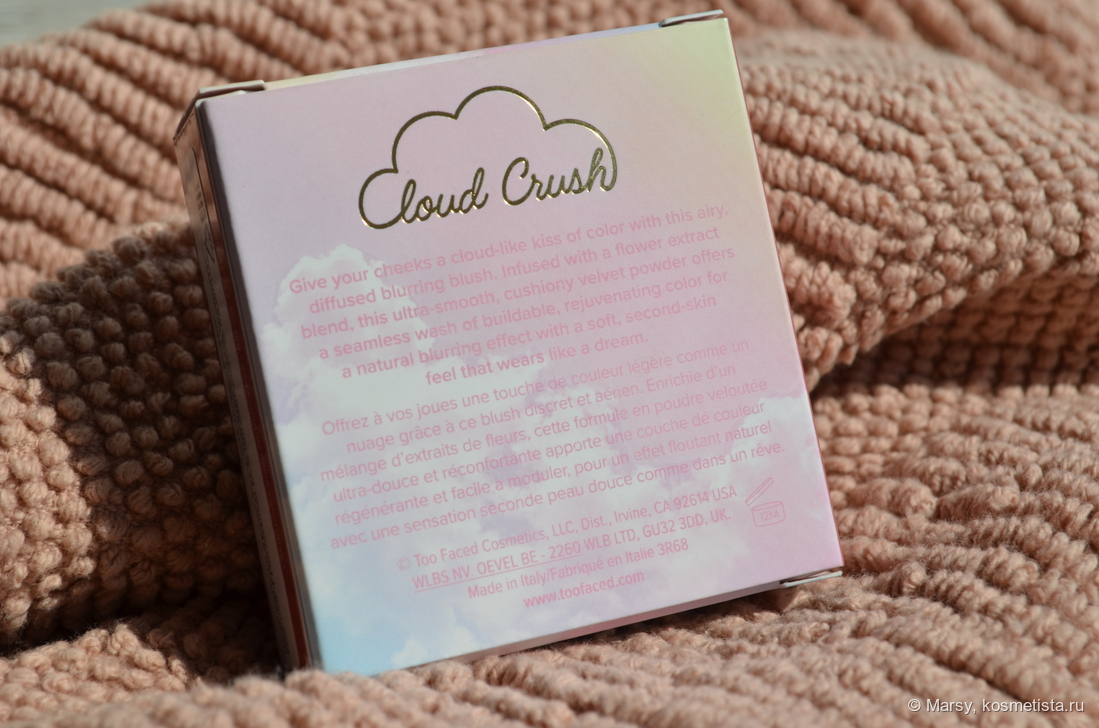 Cloud Crush
Give your cheeks a cloud-like kiss of color with this airy,
diffused blurring blush. Infused with a flower extract
blend, this ultra-smooth, cushiony velvet powder offers
a seamless wash of buildable, rejuvenating color for
a natural blurring effect with a soft, second-skin
feel that wears like a dream.
Offrez à vos joues une touche de couleur légère comme un
nuage grâce à ce blush discret et aérien. Enrichie d'un
mélange d'extraits de fleurs, cette formule en poudre veloutée
ultra-douce et réconfortante apporte une couche de couleur
régénérante et facile à moduler, pour un effet floutant naturel
avec une sensation seconde peau douce comme dans un rêve.
© Too Faced Cosmetics, LLC, Dist., Irvine, CA 92614 USA
WLBS NV OEVEL BE - 2260 WLB LTD, GU32 3DD, UK.
Made in Italy/Fabriqué en Italie 3R68
www.toofaced.com
12M
© Marsy, kosmetista.ru